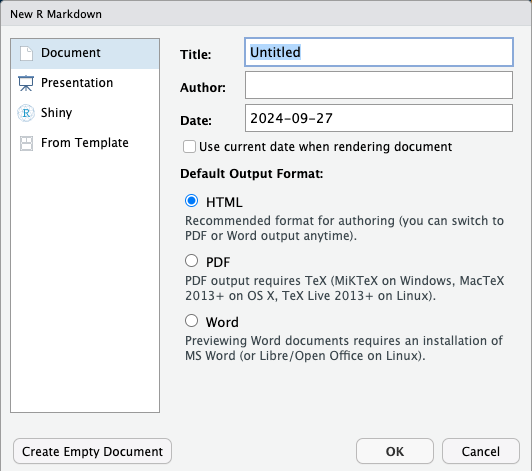 New R Markdown
Document
Presentation
R Shiny
From Template
Title: Untitled
Author:
Date: 2024-09-27
Use current date when rendering document
Default Output Format:
HTML
Recommended format for authoring (you can switch to
PDF or Word output anytime).
PDF
PDF output requires TeX (MiKTeX on Windows, MacTeX
2013+ on OS X, TeX Live 2013+ on Linux).
Word
Previewing Word documents requires an installation of
MS Word (or Libre/Open Office on Linux).
Create Empty Document
OK
Cancel